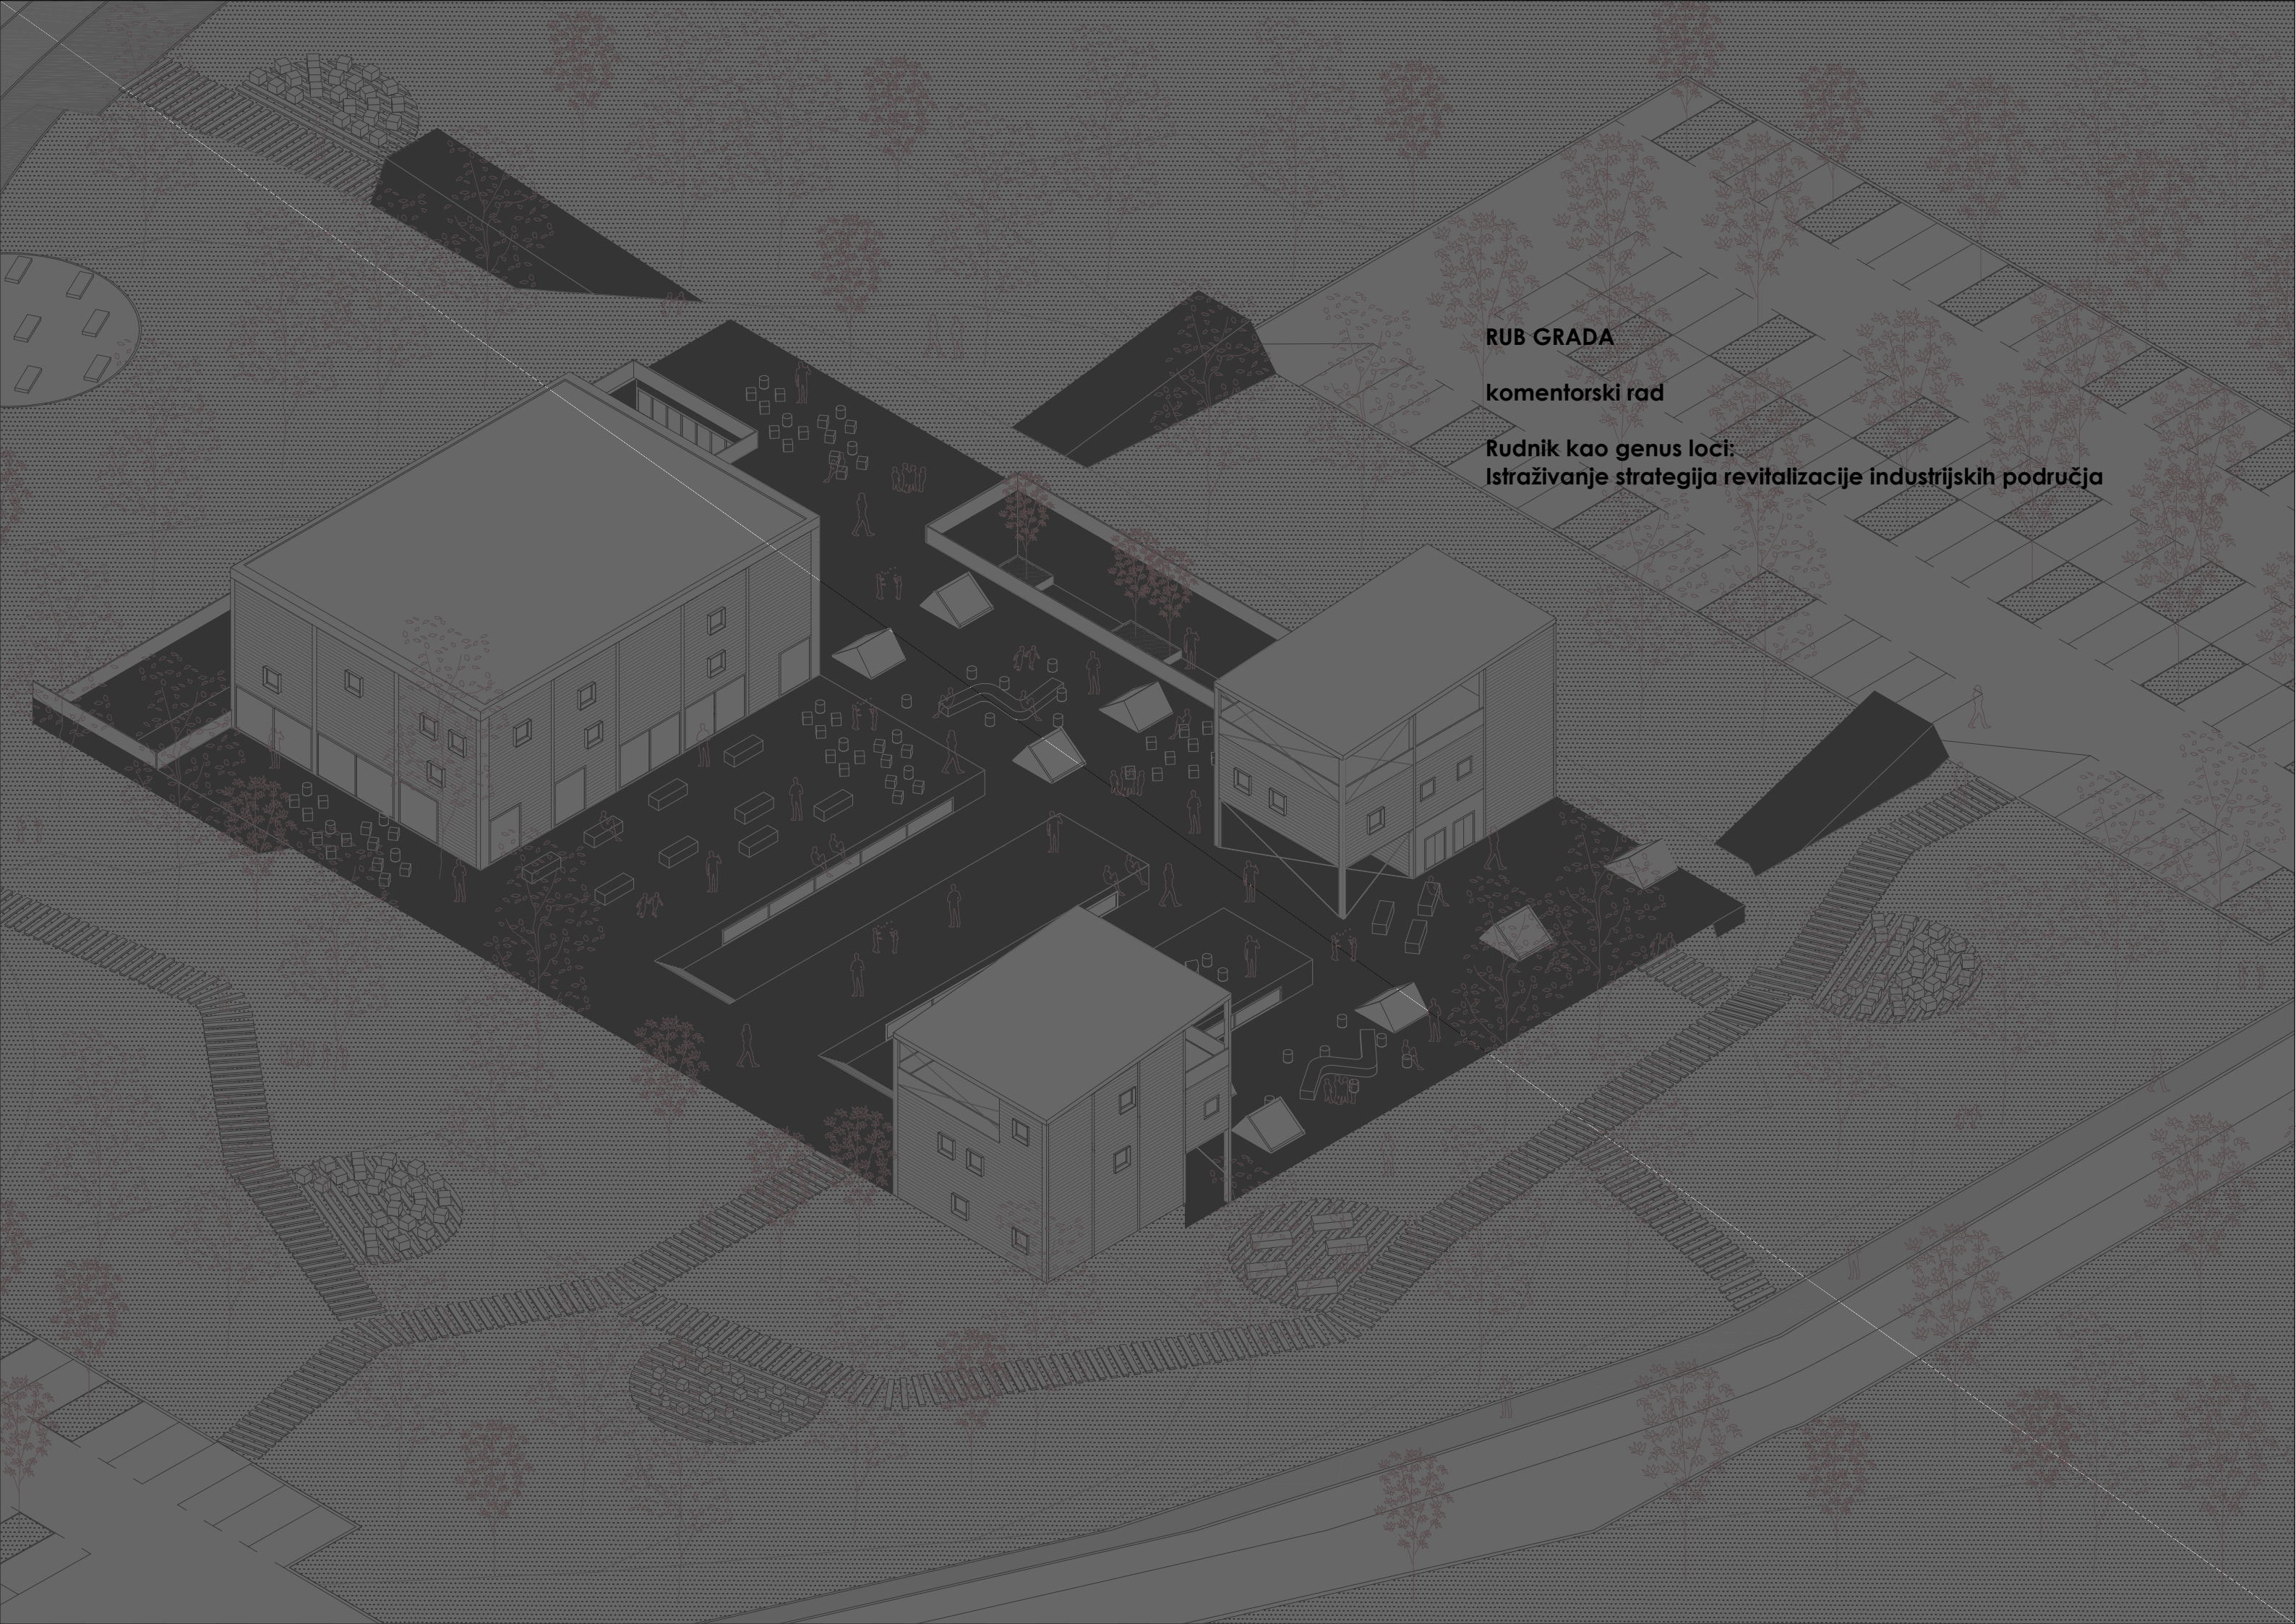 RUB GRADA
komentorski rad
Rudnik kao genus loci:
Istraživanje strategija revitalizacije industrijskih područja